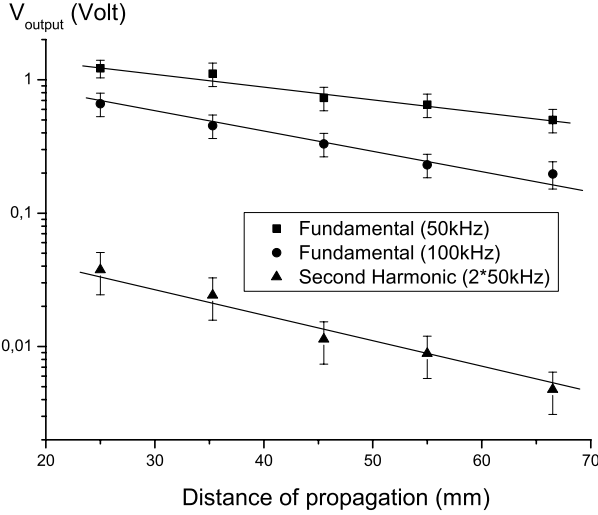 V_output (Volt)
1
0,1
0,01
Fundamental (50kHz)
Fundamental (100kHz)
Second Harmonic (2*50kHz)
20 30 40 50 60 70
Distance of propagation (mm)